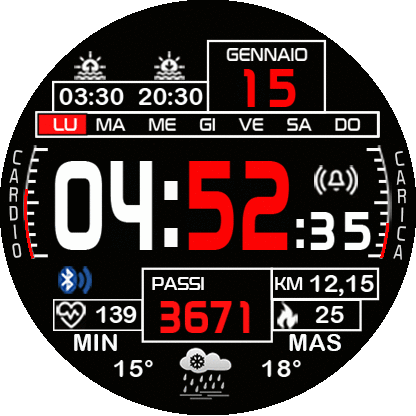 GENNAIO
15
03:30 20:30
LU MA ME GI VE SA DO
CARDIO
04:52:35
CARICA
PASSI
3671
KM 12,15
139
25
MIN
MAS
15°
18°